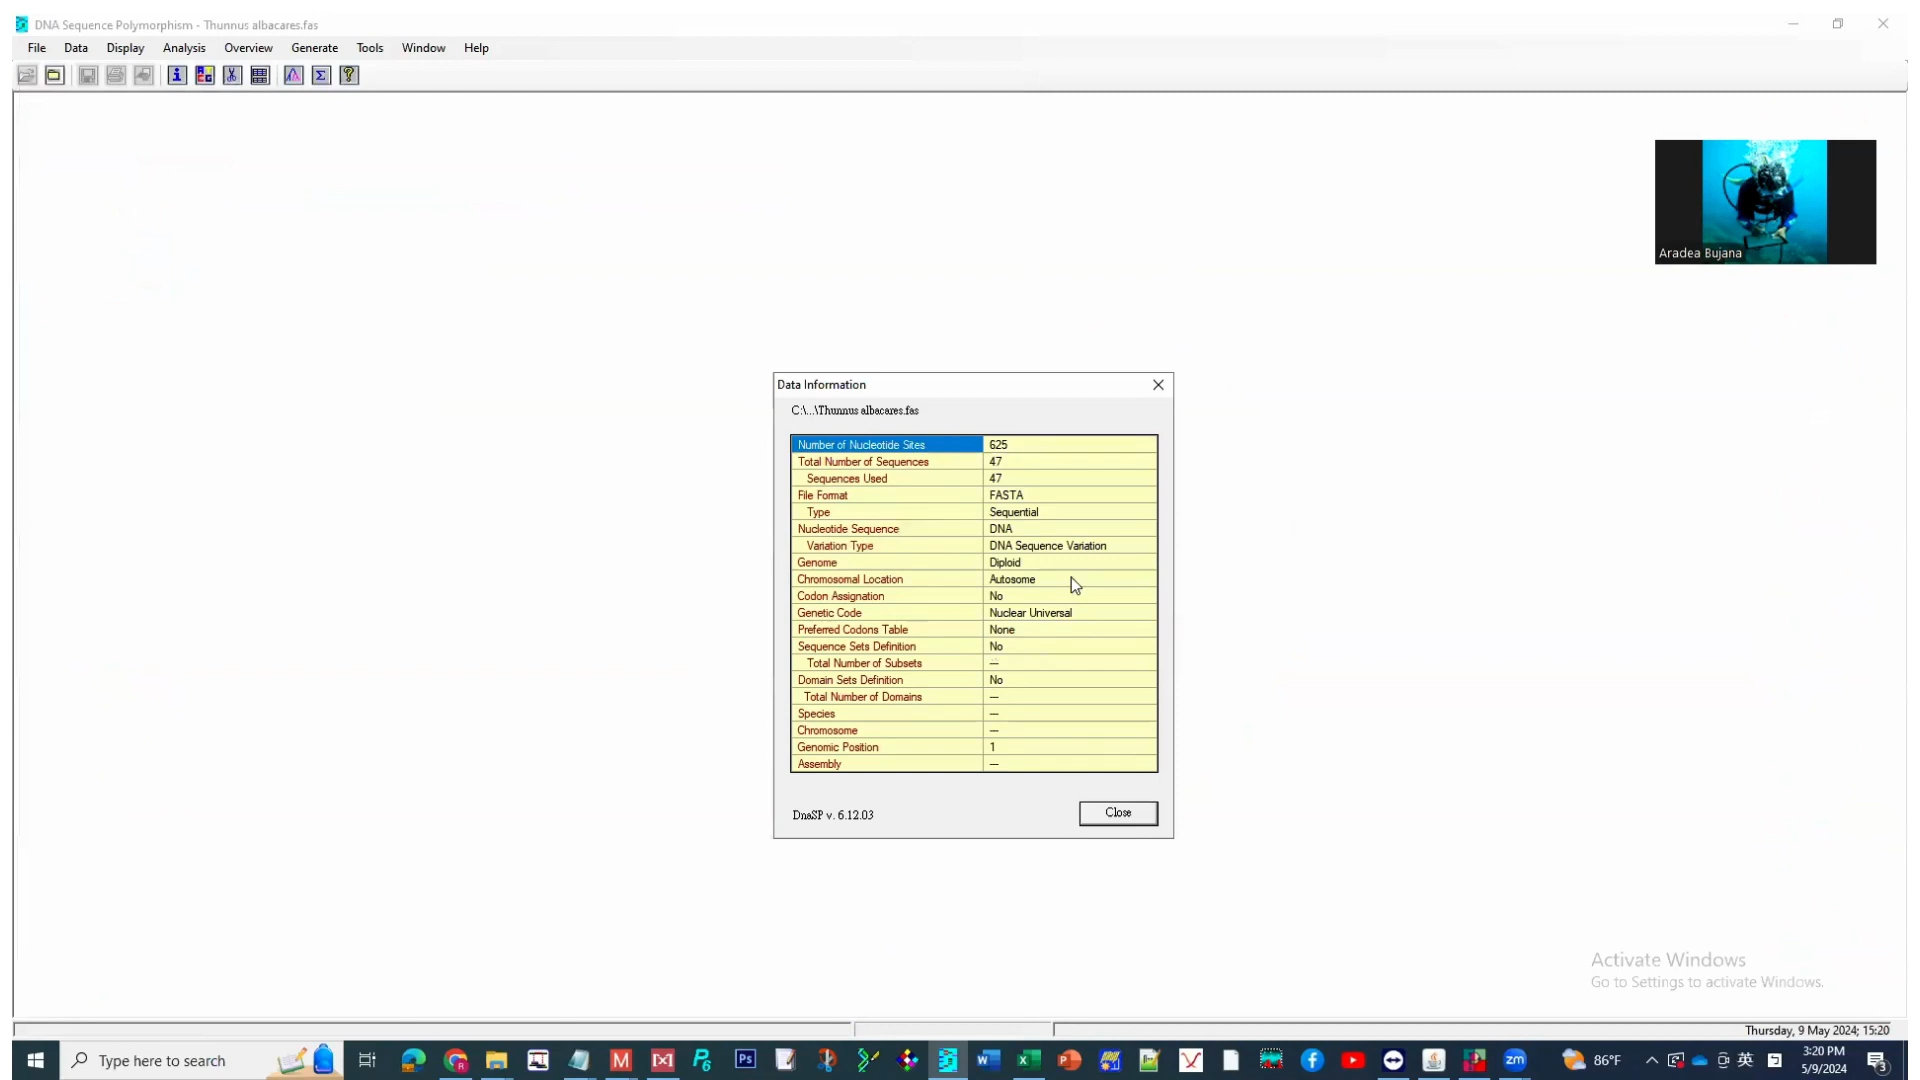 DNA Sequence Polymorphism - Thunnus albacares.fas
File Data Display Analysis Overview Generate Tools Window Help
Aradea Bujana
Data Information
C:\...\Thunnus albacares.fas
Number of Nucleotide Sites 625
Total Number of Sequences 47
Sequences Used 47
File Format FASTA
Type Sequential
Nucleotide Sequence DNA
Variation Type DNA Sequence Variation
Genome Diploid
Chromosomal Location Autosome
Codon Assignation No
Genetic Code Nuclear Universal
Preferred Codons Table None
Sequence Sets Definition No
Total Number of Subsets ---
Domain Sets Definition No
Total Number of Domains ---
Species ---
Chromosome ---
Genomic Position 1
Assembly ---
DnaSP v. 6.12.03
Close
Activate Windows
Go to Settings to activate Windows.
Thursday, 9 May 2024; 15:20
Type here to search
86°F
英
3:20 PM
5/9/2024
3